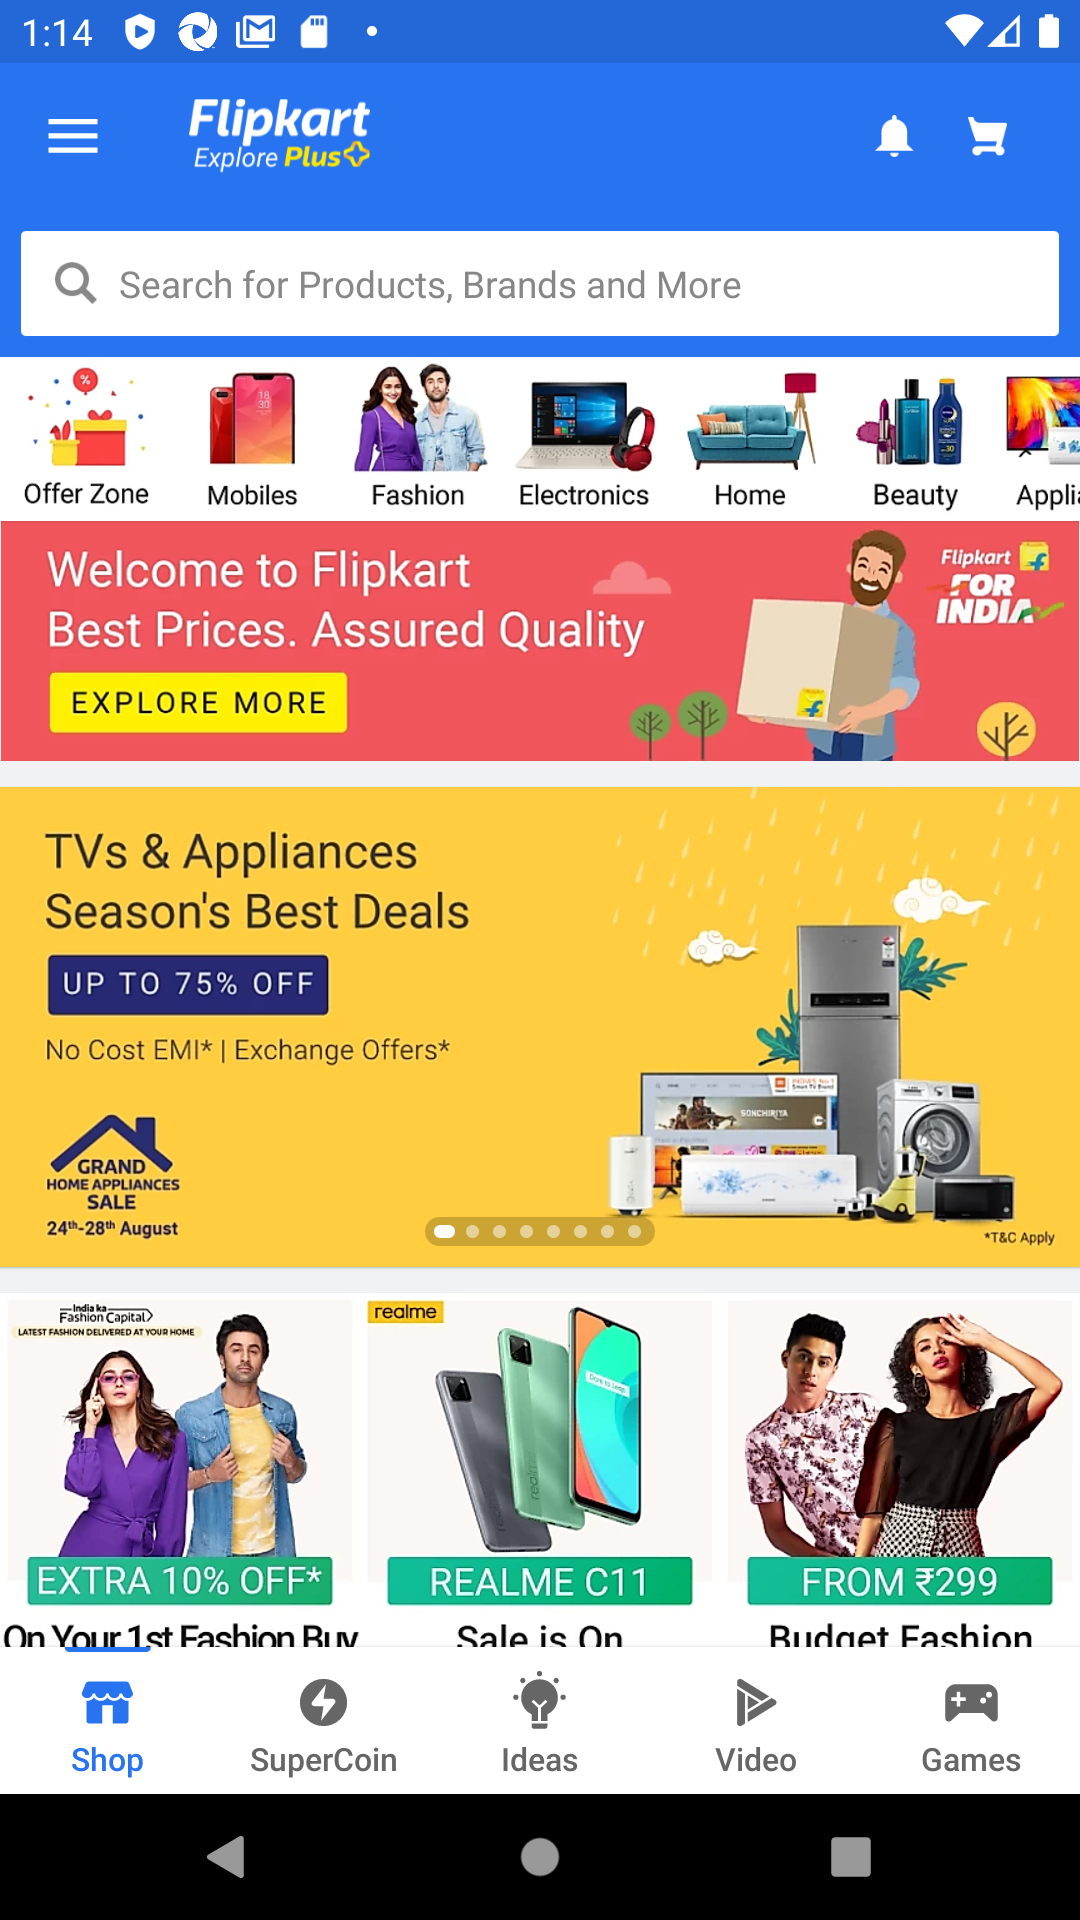 1:14
Flipkart
Explore Plus
Search for Products, Brands and More
Offer Zone
Mobiles
Fashion
Electronics
Home
Beauty
Welcome to Flipkart
Best Prices. Assured Quality
EXPLORE MORE
Flipkart
FOR
INDIA
TVs & Appliances
Season's Best Deals
UP TO 75% OFF
No Cost EMI* | Exchange Offers*
GRAND
HOME APPLIANCES
SALE
24th-28th August
SONCHIRIYA
*T&C Apply
India ka
Fashion Capital
LATEST FASHION DELIVERED AT YOUR HOME
EXTRA 10% OFF*
On Your 1st Fashion Buy
realme
Dare to Leap
REALME C11
Sale is On
FROM ₹299
Budget Fashion
Shop
SuperCoin
Ideas
Video
Games